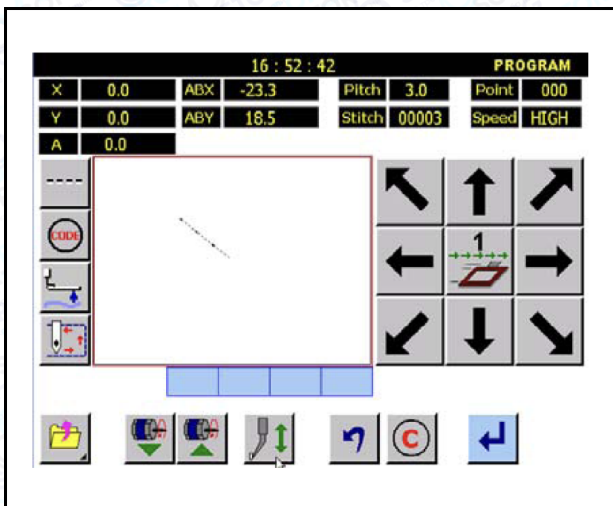 16 : 52 : 42 PROGRAM
X 0.0 ABX -23.3 Pitch 3.0 Point 000
Y 0.0 ABY 18.5 Stitch 00003 Speed HIGH
A 0.0
CODE
1
C